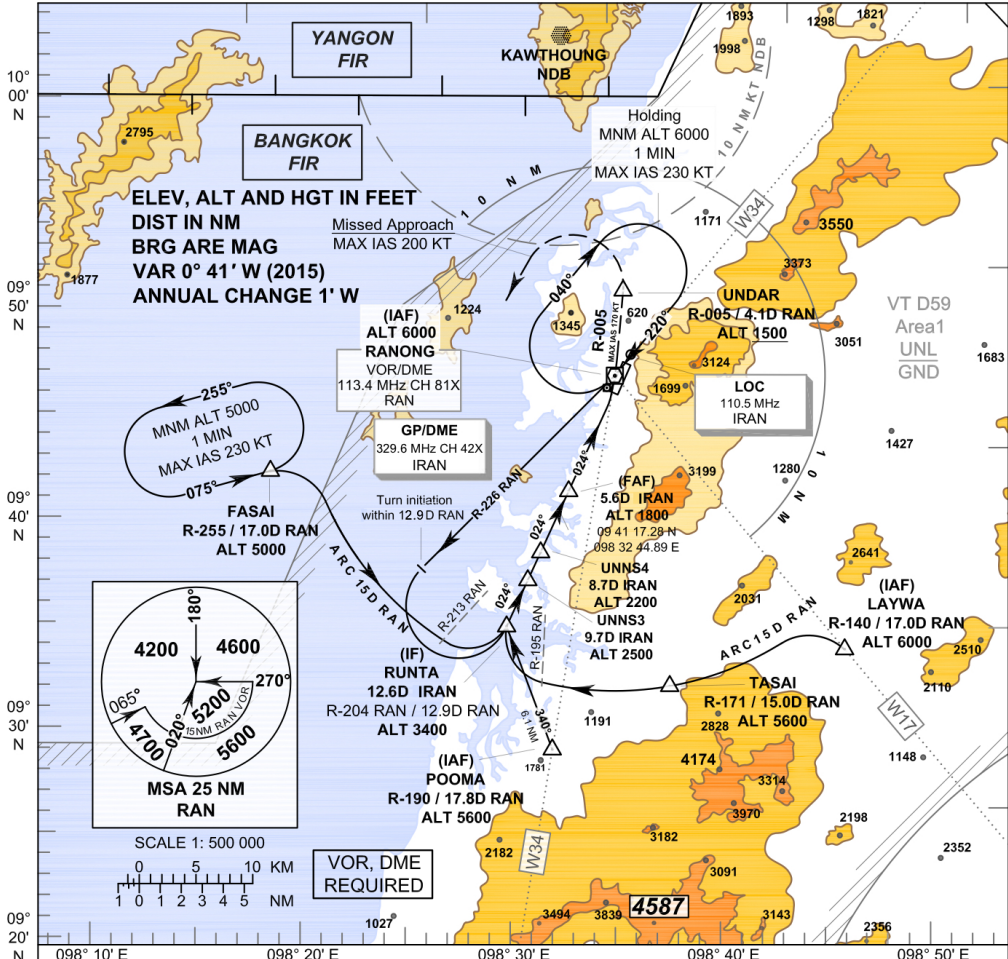 YANGON
FIR
KAWTHOUNG
NDB
1893
1998
1298
1821
10°
00'
N
2795
BANGKOK
FIR
Holding
MNM ALT 6000
1 MIN
MAX IAS 230 KT
10 NM KT NDB
ELEV, ALT AND HGT IN FEET
DIST IN NM
BRG ARE MAG
VAR 0° 41' W (2015)
ANNUAL CHANGE 1' W
10 NM
Missed Approach
MAX IAS 200 KT
1171
W34
3550
3373
1877
09°
50'
N
(IAF)
ALT 6000
RANONG
VOR/DME
113.4 MHz CH 81X
RAN
1224
040°
1345
R-005
MAX IAS 170 KT
620
220°
UNDAR
R-005 / 4.1D RAN
ALT 1500
3051
3124
1699
VT D59
Area1
UNL
GND
1683
LOC
110.5 MHz
IRAN
GP/DME
329.6 MHz CH 42X
IRAN
255°
MNM ALT 5000
1 MIN
MAX IAS 230 KT
075°
1427
1280
10 NM
3199
024°
(FAF)
5.6D IRAN
ALT 1800
09 41 17.28 N
098 32 44.89 E
09°
40'
N
FASAI
R-255 / 17.0D RAN
ALT 5000
Turn initiation
within 12.9D RAN
R-226 RAN
024°
ARC 15D RAN
UNNS4
8.7D IRAN
ALT 2200
UNNS3
9.7D IRAN
ALT 2500
2641
2031
R-213 RAN
024°
R-195 RAN
ARC 15D RAN
(IAF)
LAYWA
R-140 / 17.0D RAN
ALT 6000
2510
2110
180°
4200
4600
270°
065°
5200
15NM RAN VOR
020°
4700
5600
MSA 25 NM
RAN
(IF)
RUNTA
12.6D IRAN
R-204 RAN / 12.9D RAN
ALT 3400
TASAI
R-171 / 15.0D RAN
ALT 5600
1191
340°
6.1 NM
2828
W17
09°
30'
N
(IAF)
POOMA
R-190 / 17.8D RAN
ALT 5600
1781
4174
3314
1148
3970
SCALE 1: 500 000
0 5 10 KM
1 0 1 2 3 4 5 NM
VOR, DME
REQUIRED
2182
W34
3182
2198
3091
2352
1027
4587
3494
3839
3143
2356
09°
20'
N
098° 10' E
098° 20' E
098° 30' E
098° 40' E
098° 50' E